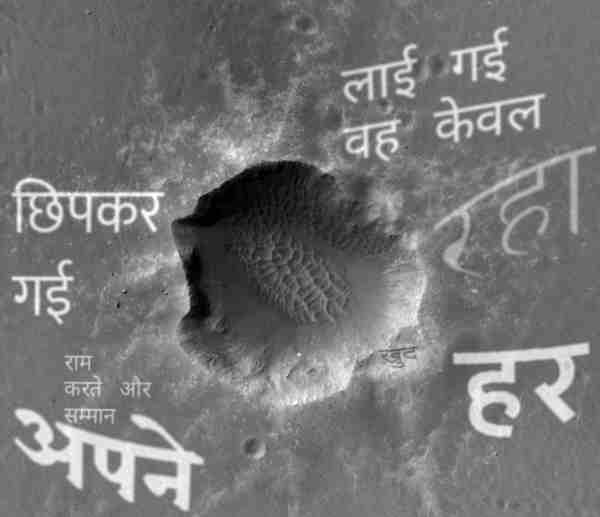 लाई गई
वह केवल
रहा
छिपकर
गई
राम
करते और
सम्मान
खुद
हर
अपने